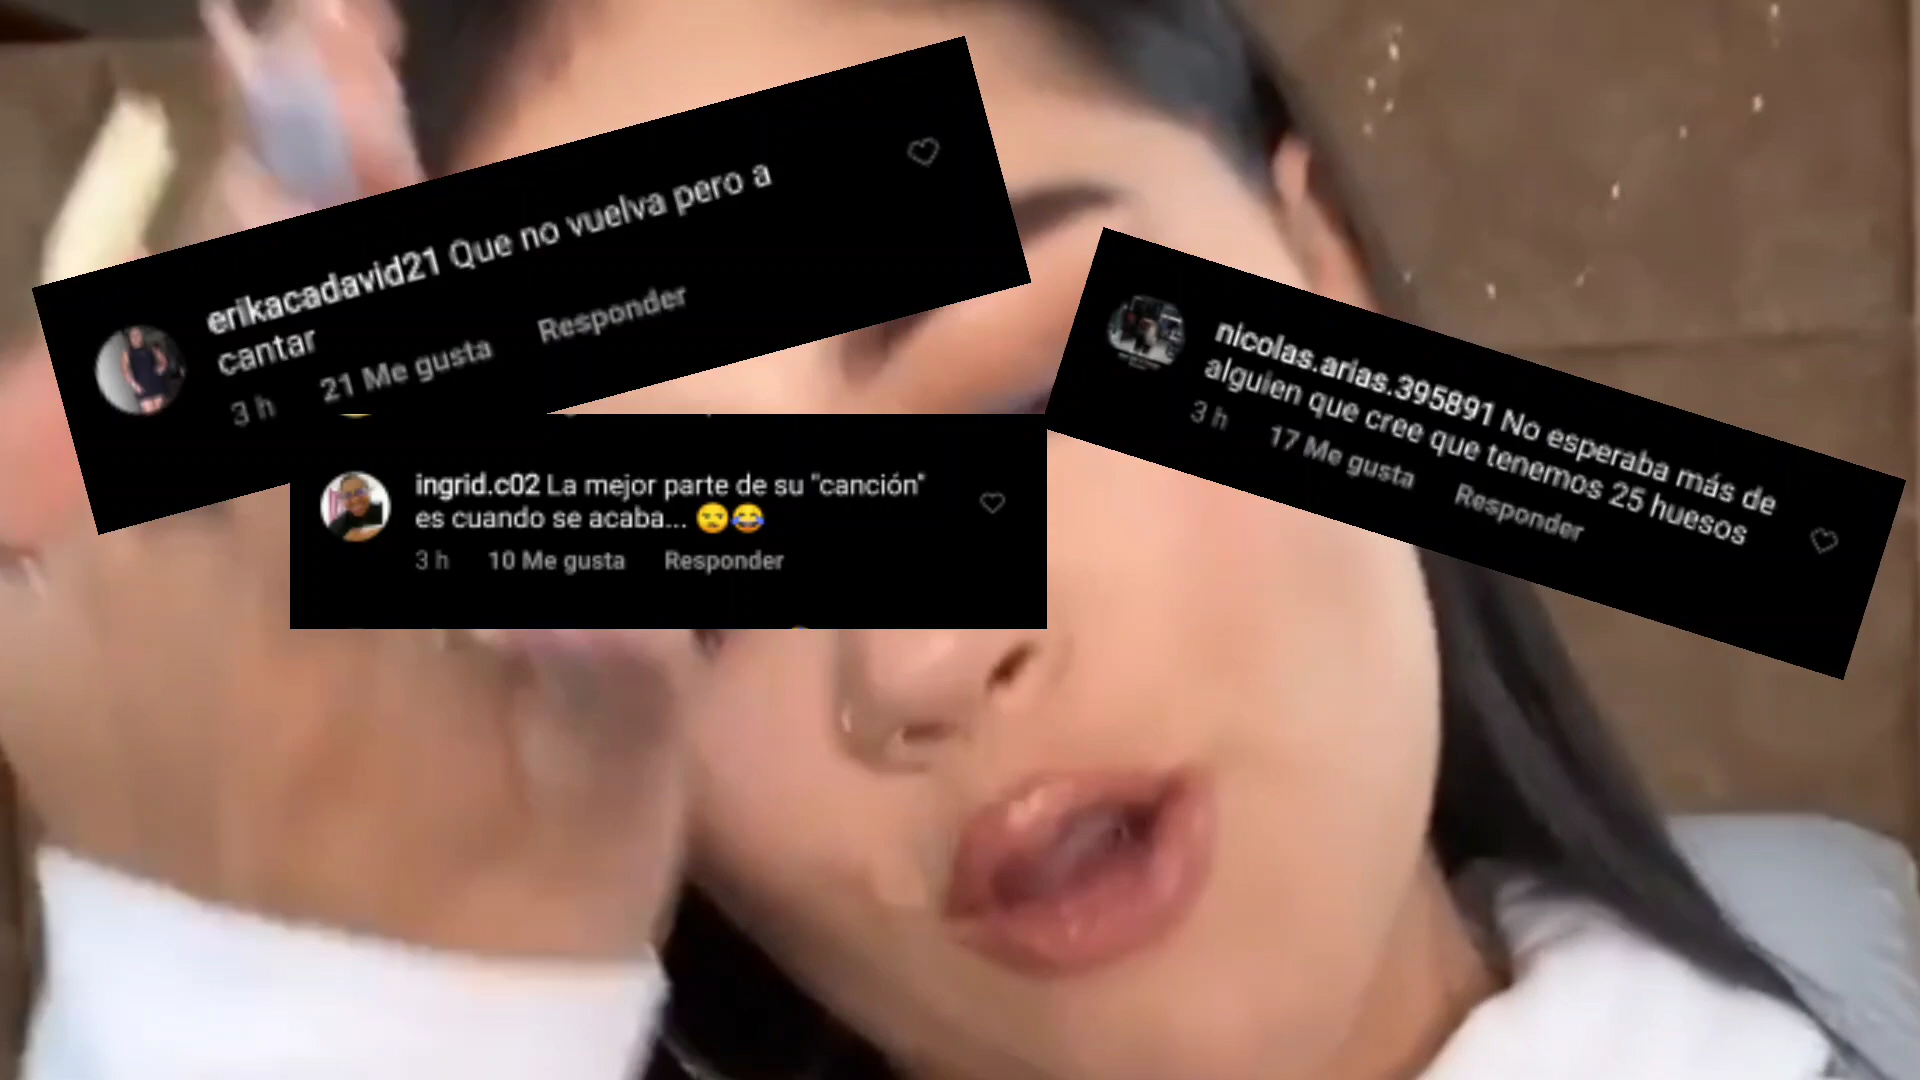 erikacadavid21 Que no vuelva pero a
cantar
3 h 21 Me gusta Responder
nicolas.arias.395891 No esperaba más de
alguien que cree que tenemos 25 huesos
3 h 17 Me gusta Responder
ingrid.c02 La mejor parte de su "canción"
es cuando se acaba... 😒😂
3 h 10 Me gusta Responder